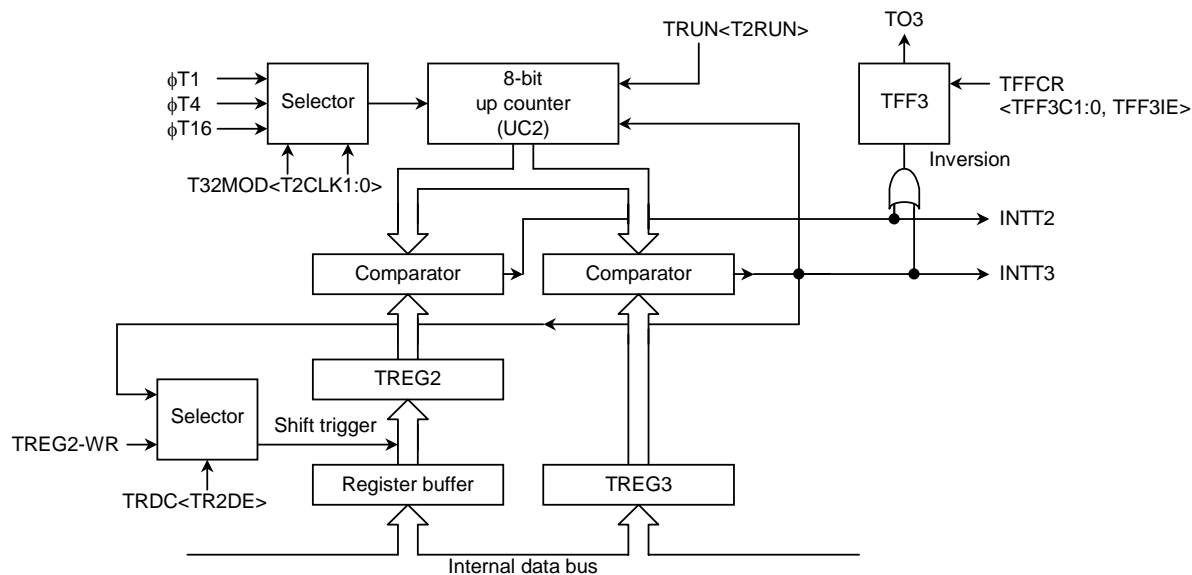 TO3
TRUN<T2RUN>
ϕT1
ϕT4
ϕT16
Selector
8-bit
up counter
(UC2)
TFF3
TFFCR
<TFF3C1:0, TFF3IE>
Inversion
T32MOD<T2CLK1:0>
INTT2
Comparator
Comparator
INTT3
TREG2
Selector
Shift trigger
TREG2-WR
Register buffer
TREG3
TRDC<TR2DE>
Internal data bus